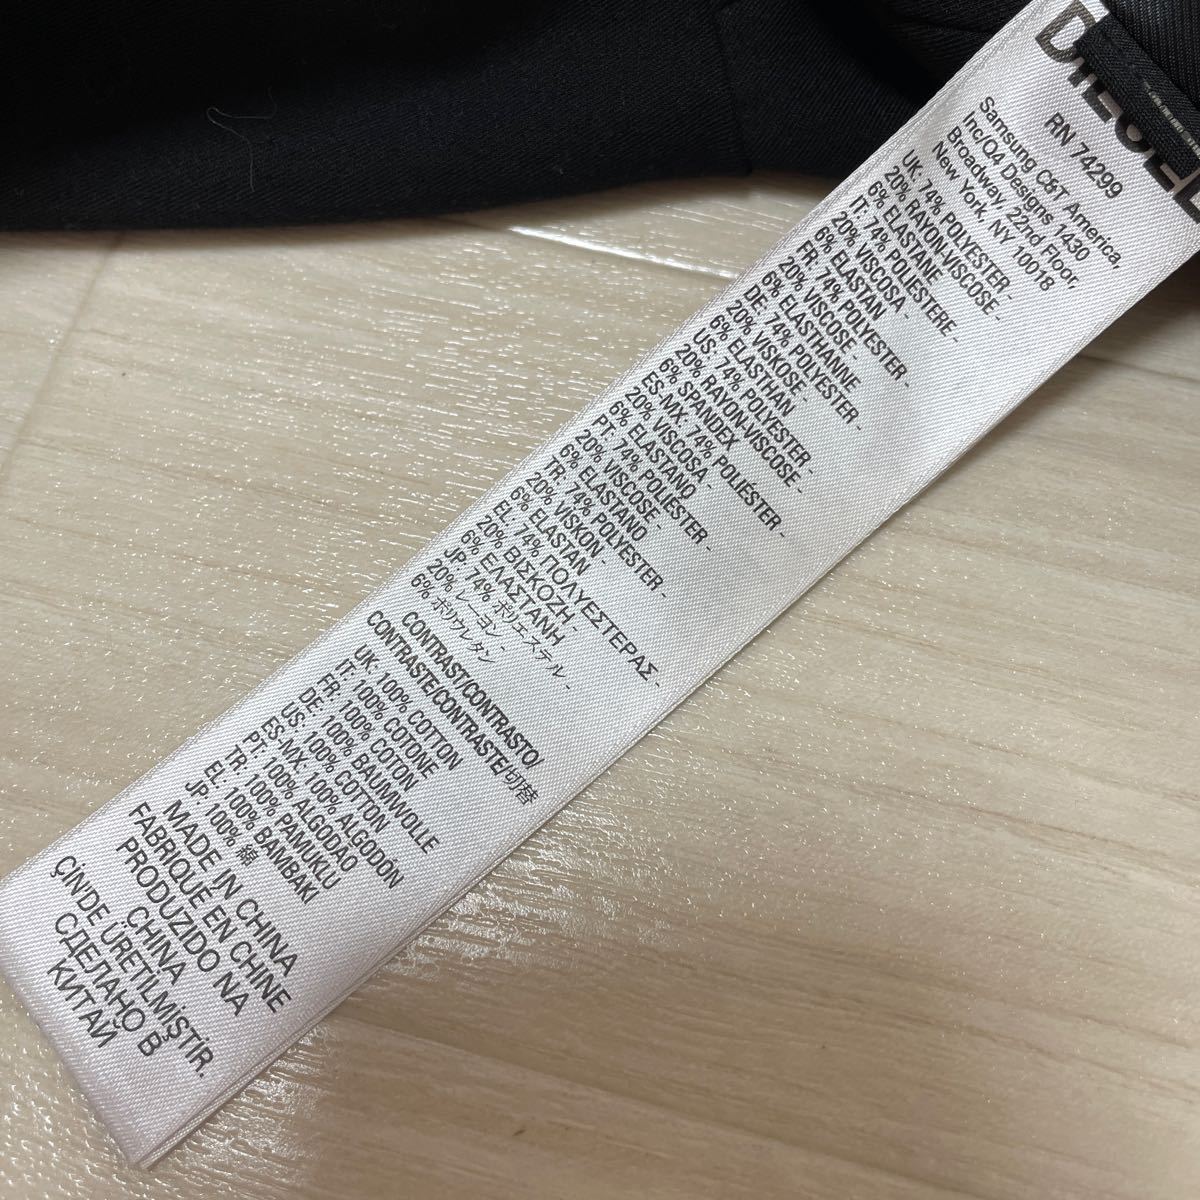 DIESEL
RN 74299
Samsung C&T America,
Inc/Q4 Designs 1430
Broadway, 22nd Floor,
New York, NY 10018
UK: 74% POLYESTER -
20% RAYON-VISCOSE -
6% ELASTANE
IT: 74% POLIESTERE -
20% VISCOSA -
6% ELASTAN
FR: 74% POLYESTER -
20% VISCOSE -
6% ELASTHANNE
DE: 74% POLYESTER -
20% VISKOSE -
6% ELASTHAN
US: 74% POLYESTER -
20% RAYON-VISCOSE -
6% SPANDEX
ES-MX: 74% POLIÉSTER -
20% VISCOSA -
6% ELASTANO
PT: 74% POLIÉSTER -
20% VISCOSE -
6% ELASTANO
TR: 74% POLYESTER -
20% VISKON -
6% ELASTAN
EL: 74% ΠΟΛΥΕΣΤΕΡΑΣ -
20% ΒΙΣΚΟΖΗ -
6% ΕΛΑΣΤΑΝΗ
JP: 74% ポリエステル -
20% レーヨン -
6% ポリウレタン
CONTRAST/CONTRASTO/
CONTRASTE/CONTRASTE/切替
UK: 100% COTTON
IT: 100% COTONE
FR: 100% COTON
DE: 100% BAUMWOLLE
US: 100% COTTON
ES-MX: 100% ALGODÓN
PT: 100% ALGODAO
TR: 100% PAMUKLU
EL: 100% BAMBAKI
JP: 100% 綿
MADE IN CHINA
FABRIQUÉ EN CHINE
PRODUZIDO NA
CHINA
ÇİN'DE ÜRETİLMİŞTİR.
СДЕЛАНО В
КИТАЙ